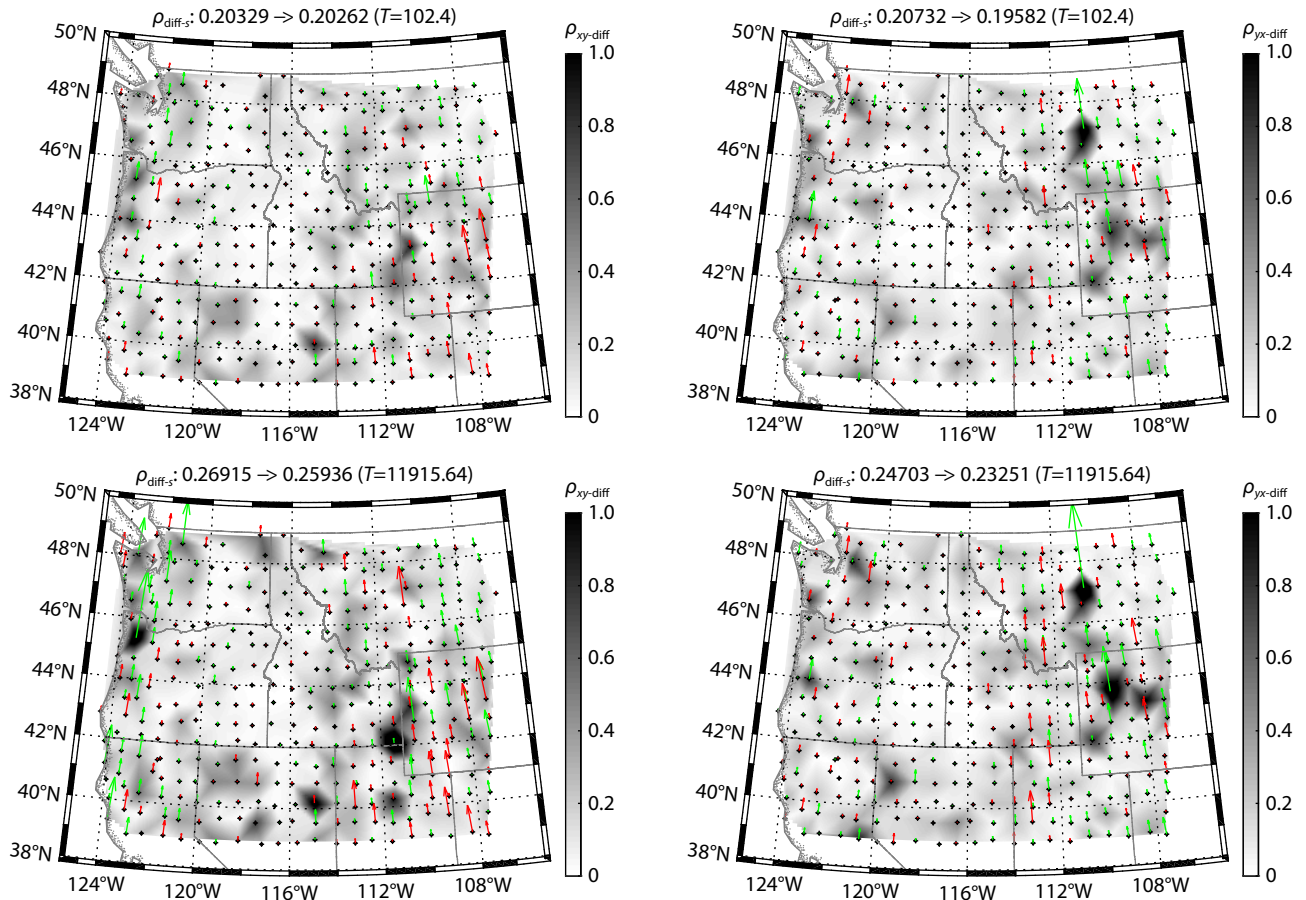 ρdiff-s: 0.20329 –> 0.20262 (T=102.4)
50°N
48°N
46°N
44°N
42°N
40°N
38°N
124°W 120°W 116°W 112°W 108°W
ρxy-diff
1.0
0.8
0.6
0.4
0.2
0
ρdiff-s: 0.20732 –> 0.19582 (T=102.4)
50°N
48°N
46°N
44°N
42°N
40°N
38°N
124°W 120°W 116°W 112°W 108°W
ρyx-diff
1.0
0.8
0.6
0.4
0.2
0
ρdiff-s: 0.26915 –> 0.25936 (T=11915.64)
50°N
48°N
46°N
44°N
42°N
40°N
38°N
124°W 120°W 116°W 112°W 108°W
ρxy-diff
1.0
0.8
0.6
0.4
0.2
0
ρdiff-s: 0.24703 –> 0.23251 (T=11915.64)
50°N
48°N
46°N
44°N
42°N
40°N
38°N
124°W 120°W 116°W 112°W 108°W
ρyx-diff
1.0
0.8
0.6
0.4
0.2
0